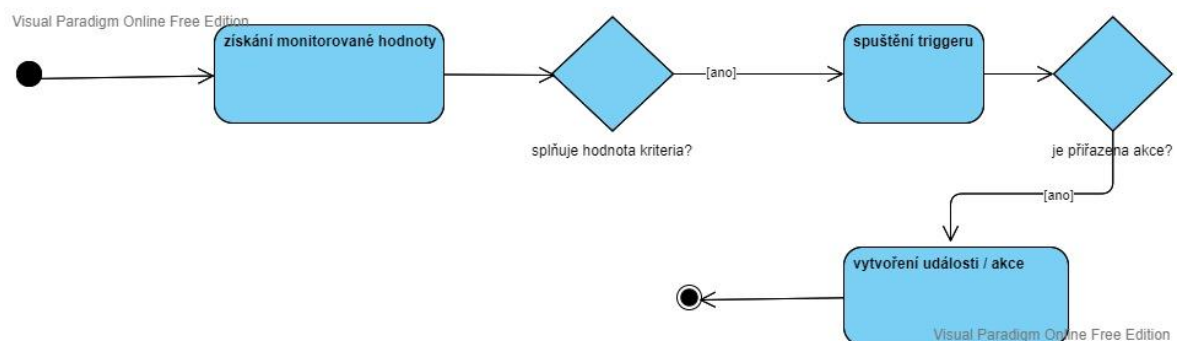 Visual Paradigm Online Free Edition
získání monitorované hodnoty
spuštění triggeru
[ano]
splňuje hodnota kriteria?
je přiřazena akce?
[ano]
vytvoření události / akce
Visual Paradigm Online Free Edition